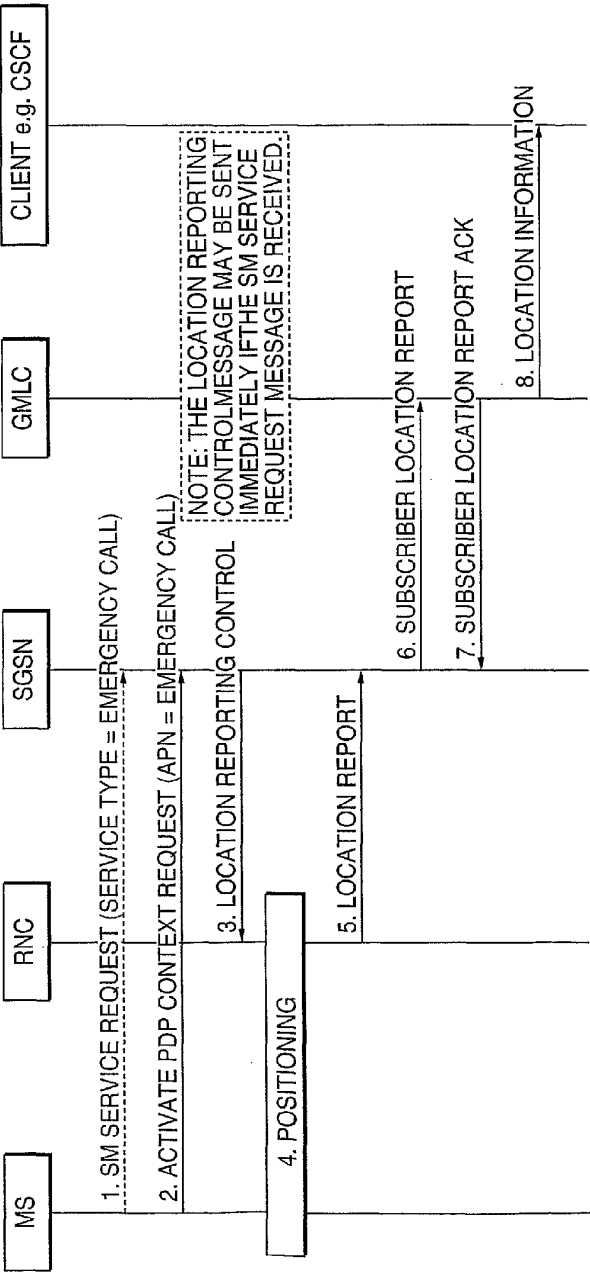 MS
RNC
SGSN
GMLC
CLIENT e.g. CSCF
1. SM SERVICE REQUEST (SERVICE TYPE = EMERGENCY CALL)
2. ACTIVATE PDP CONTEXT REQUEST (APN = EMERGENCY CALL)
NOTE: THE LOCATION REPORTING
CONTROLMESSAGE MAY BE SENT
IMMEDIATELY IFTHE SM SERVICE
REQUEST MESSAGE IS RECEIVED.
3. LOCATION REPORTING CONTROL
4. POSITIONING
5. LOCATION REPORT
6. SUBSCRIBER LOCATION REPORT
7. SUBSCRIBER LOCATION REPORT ACK
8. LOCATION INFORMATION